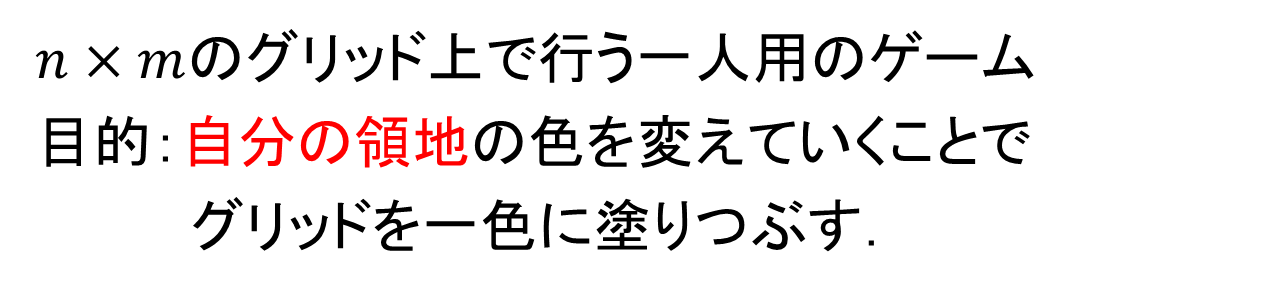 n × mのグリッド上で行う一人用のゲーム
目的：自分の領地の色を変えていくことで
グリッドを一色に塗りつぶす．